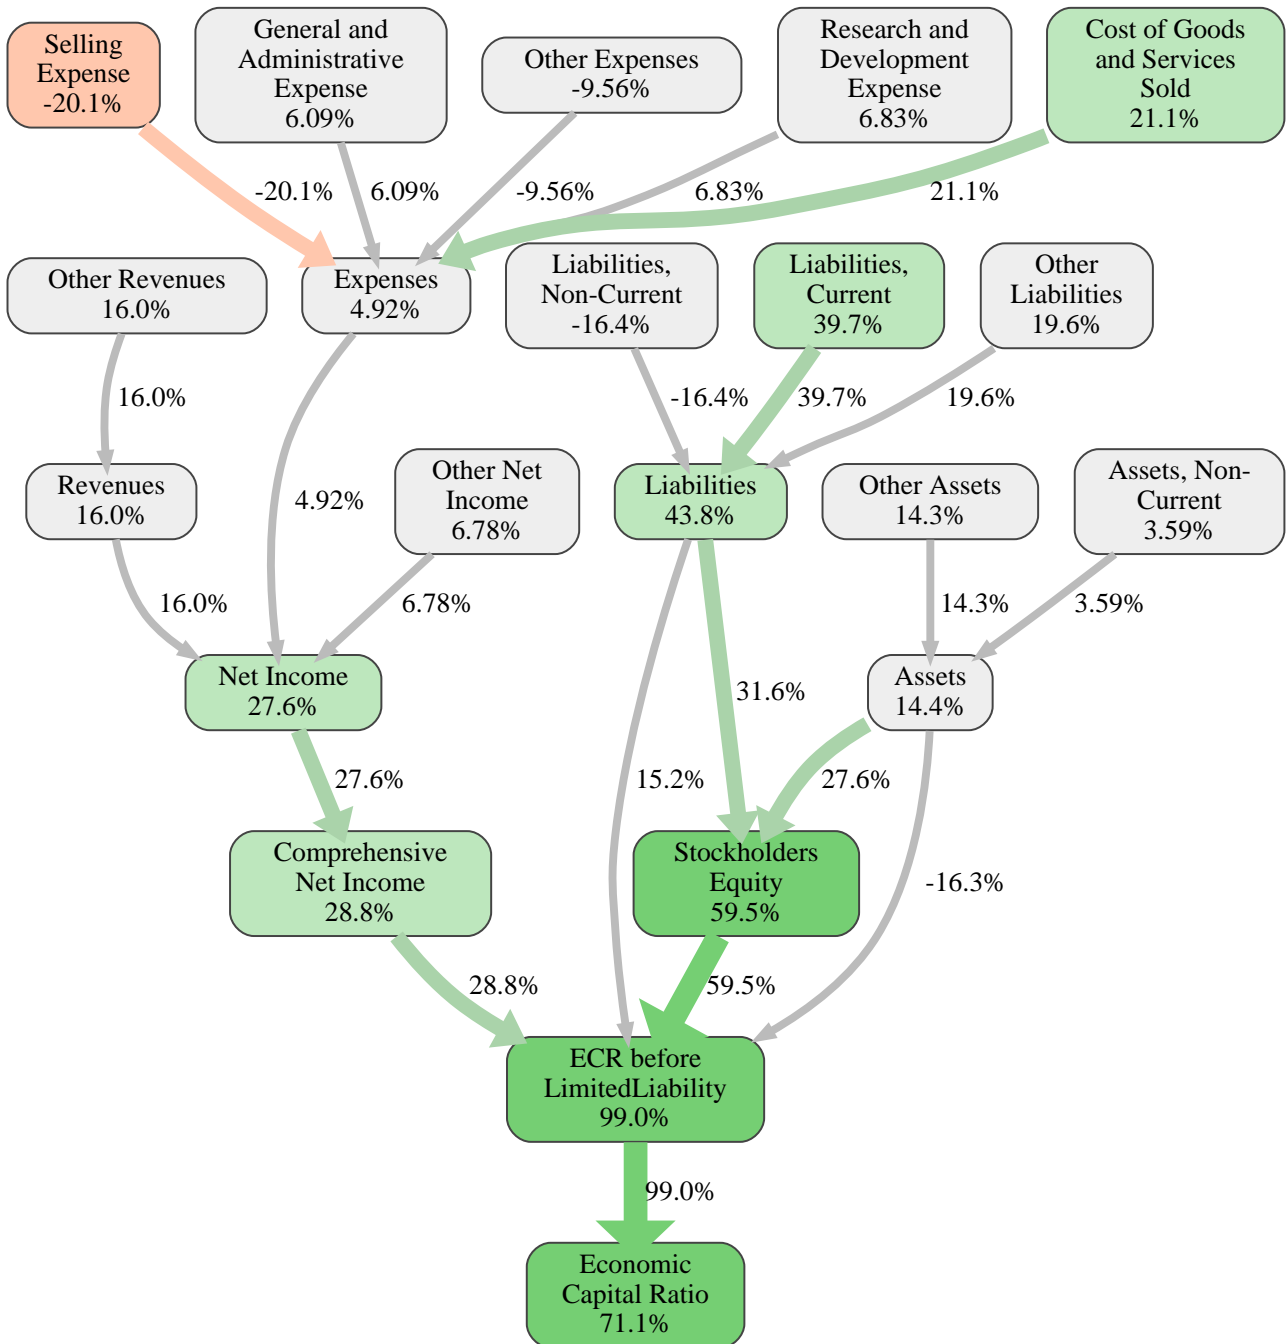 Selling
Expense
-20.1%
General and
Administrative
Expense
6.09%
Other Expenses
-9.56%
Research and
Development
Expense
6.83%
Cost of Goods
and Services
Sold
21.1%
-20.1%
6.09%
-9.56%
6.83%
21.1%
Other Revenues
16.0%
Expenses
4.92%
Liabilities,
Non-Current
-16.4%
Liabilities,
Current
39.7%
Other
Liabilities
19.6%
16.0%
-16.4%
39.7%
19.6%
Revenues
16.0%
4.92%
Other Net
Income
6.78%
Liabilities
43.8%
Other Assets
14.3%
Assets, Non-
Current
3.59%
16.0%
6.78%
14.3%
3.59%
Net Income
27.6%
31.6%
Assets
14.4%
27.6%
15.2%
27.6%
Comprehensive
Net Income
28.8%
Stockholders
Equity
59.5%
-16.3%
28.8%
59.5%
ECR before
LimitedLiability
99.0%
99.0%
Economic
Capital Ratio
71.1%